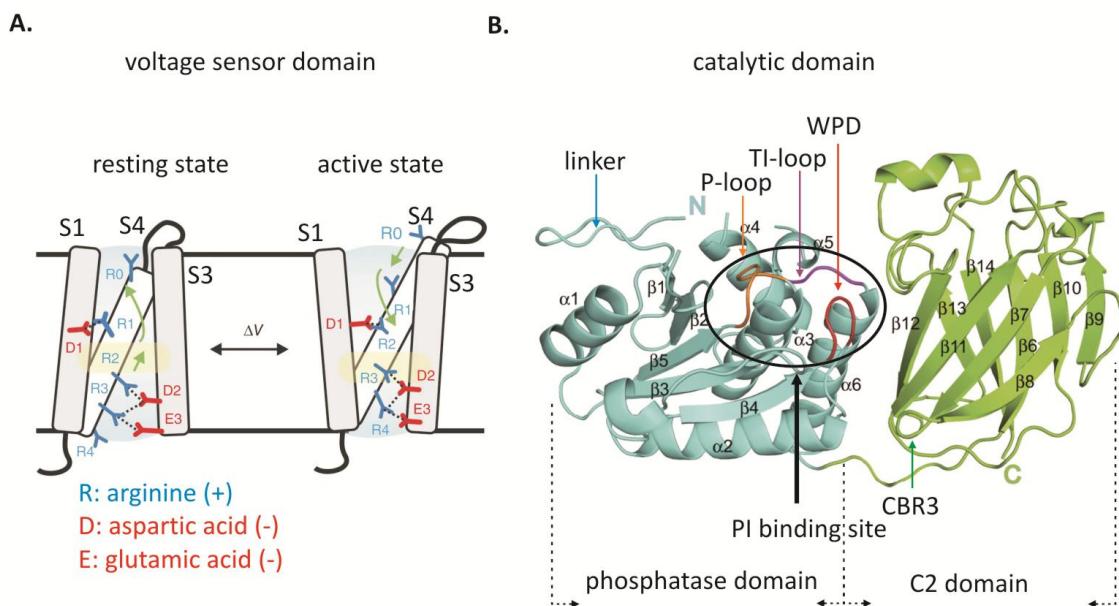 A.
voltage sensor domain
resting state
active state
S1
S4
S3
R0
R1
D1
R2
R3
D2
E3
R4
ΔV
S1
S4
S3
R0
R1
D1
R2
R3
D2
E3
R4
R: arginine (+)
D: aspartic acid (-)
E: glutamic acid (-)
B.
catalytic domain
WPD
TI-loop
P-loop
linker
N
α4
α5
β1
α1
β2
α3
β5
β3
β4
α6
α2
β14
β13
β10
β12
β7
β9
β11
β6
β8
C
CBR3
PI binding site
phosphatase domain
C2 domain